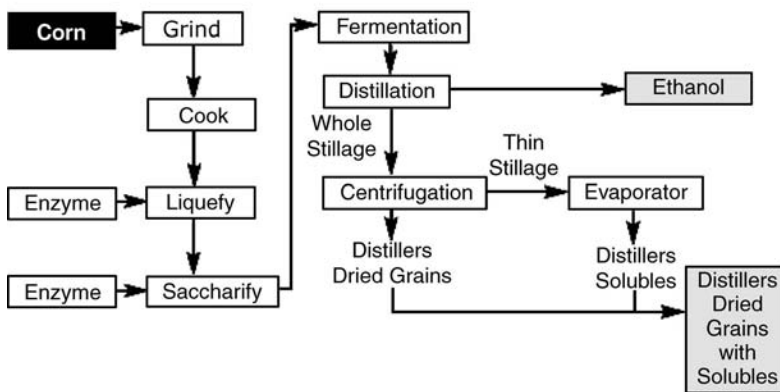 Corn
Grind
Cook
Enzyme
Liquefy
Enzyme
Saccharify
Fermentation
Distillation
Ethanol
Whole
Stillage
Thin
Stillage
Centrifugation
Evaporator
Distillers
Dried Grains
Distillers
Solubles
Distillers
Dried
Grains
with
Solubles